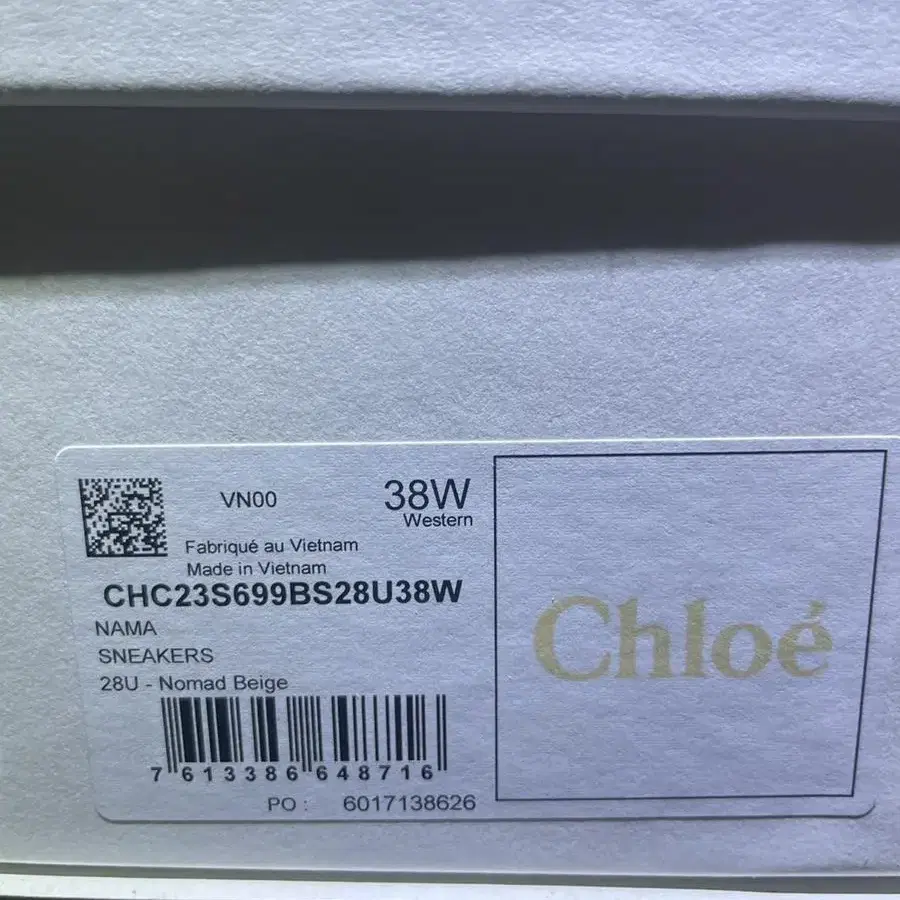 VN00
38W
Western
Fabriqué au Vietnam
Made in Vietnam
CHC23S699BS28U38W
NAMA
SNEAKERS
28U - Nomad Beige
7 613386 648716
PO : 6017138626
Chloé